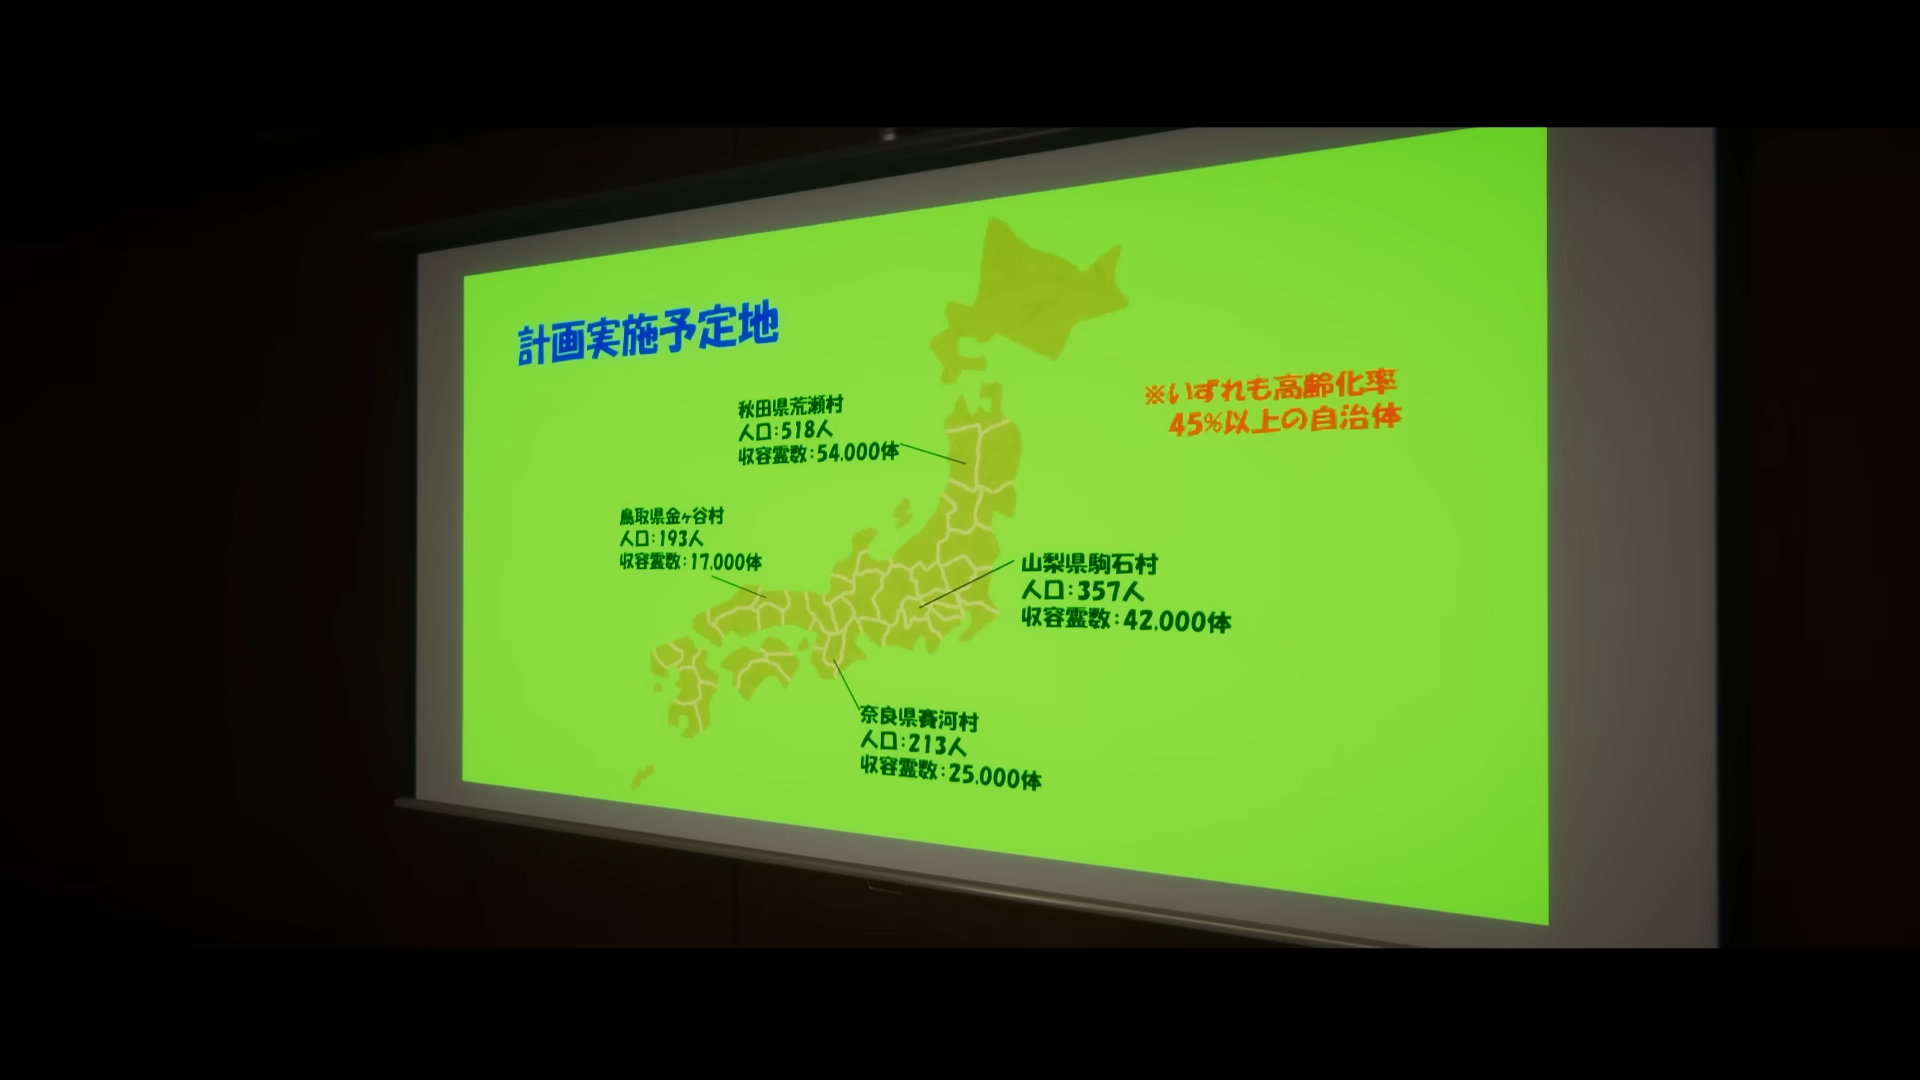 計画実施予定地
※いずれも高齢化率
45%以上の自治体
秋田県荒瀬村
人口:518人
収容霊数:54.000体
鳥取県金ヶ谷村
人口:193人
収容霊数:17.000体
山梨県駒石村
人口:357人
収容霊数:42.000体
奈良県賽河村
人口:213人
収容霊数:25.000体